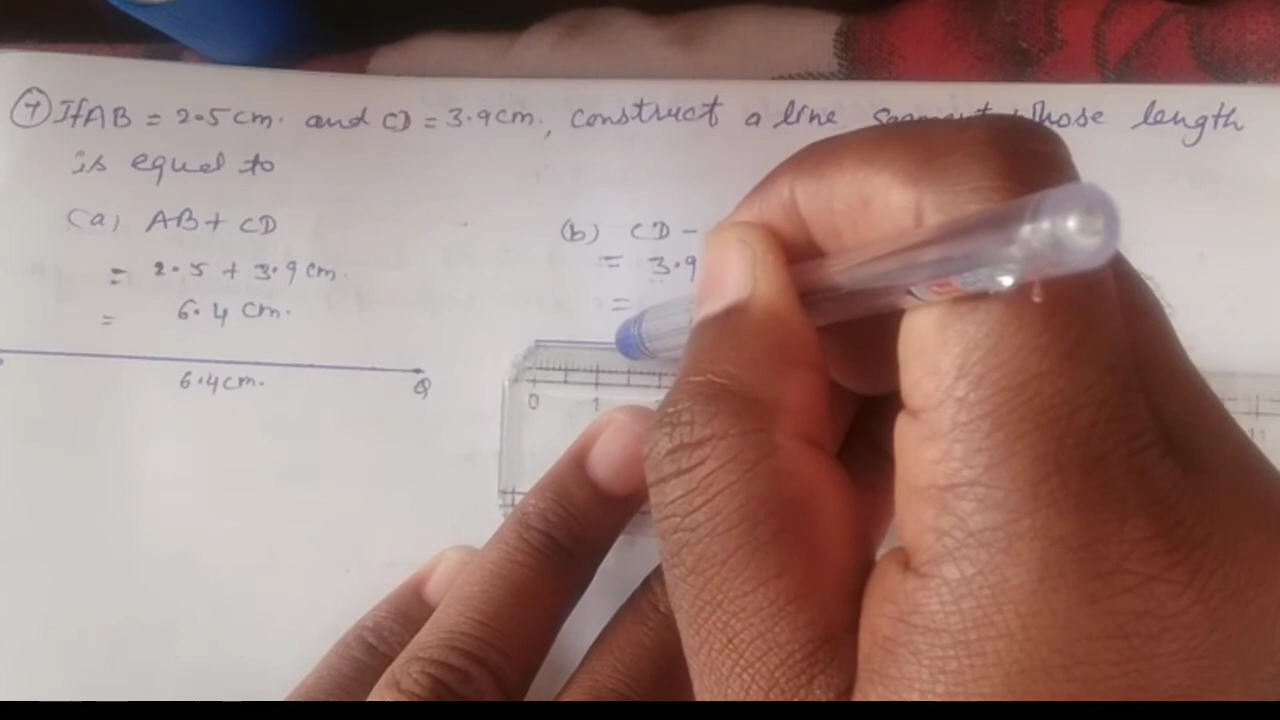 7 If AB = 2.5 cm. and CD = 3.9 cm., construct a line segment whose length
is equal to
(a) AB + CD
= 2.5 + 3.9 cm.
= 6.4 cm.
6.4 cm. Q
(b) CD -
= 3.9
=
0 1